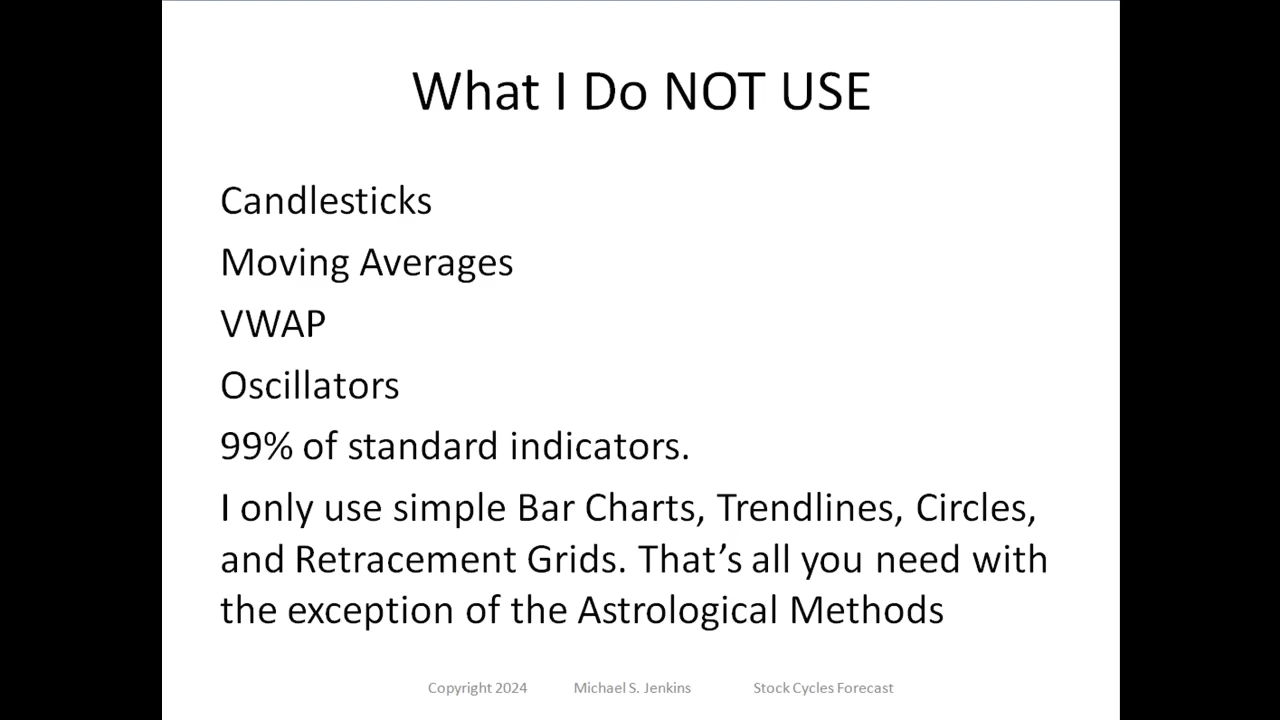 What I Do NOT USE
Candlesticks
Moving Averages
VWAP
Oscillators
99% of standard indicators.
I only use simple Bar Charts, Trendlines, Circles,
and Retracement Grids. That’s all you need with
the exception of the Astrological Methods
Copyright 2024 Michael S. Jenkins Stock Cycles Forecast